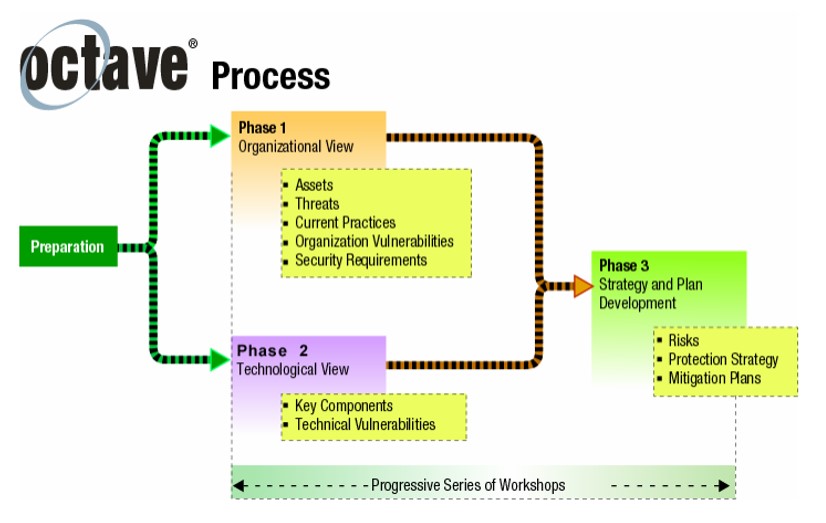 octave® Process
Phase 1
Organizational View
▪ Assets
▪ Threats
▪ Current Practices
▪ Organization Vulnerabilities
▪ Security Requirements
Preparation
Phase 2
Technological View
▪ Key Components
▪ Technical Vulnerabilities
Phase 3
Strategy and Plan
Development
▪ Risks
▪ Protection Strategy
▪ Mitigation Plans
Progressive Series of Workshops